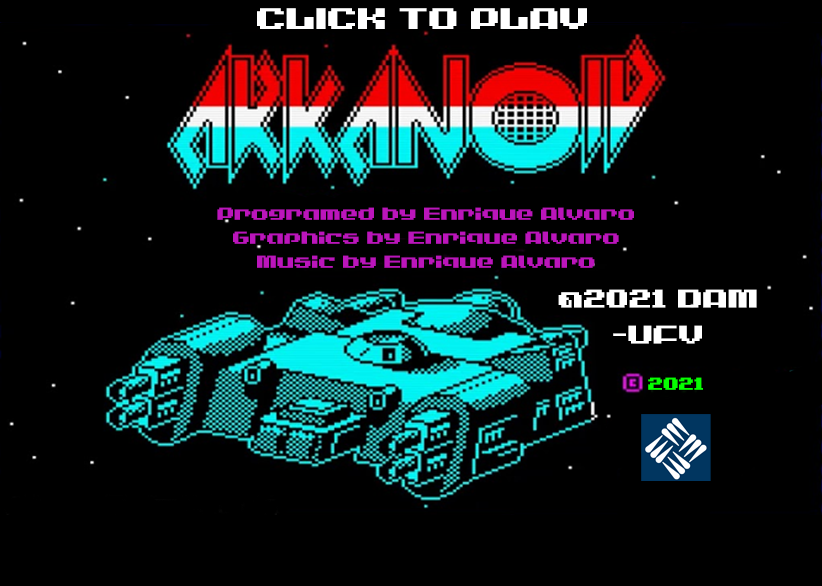 CLICK TO PLAY
ARKANOID
Programed by Enrique Alvaro
Graphics by Enrique Alvaro
Music by Enrique Alvaro
@2021 DAM
-UFV
© 2021